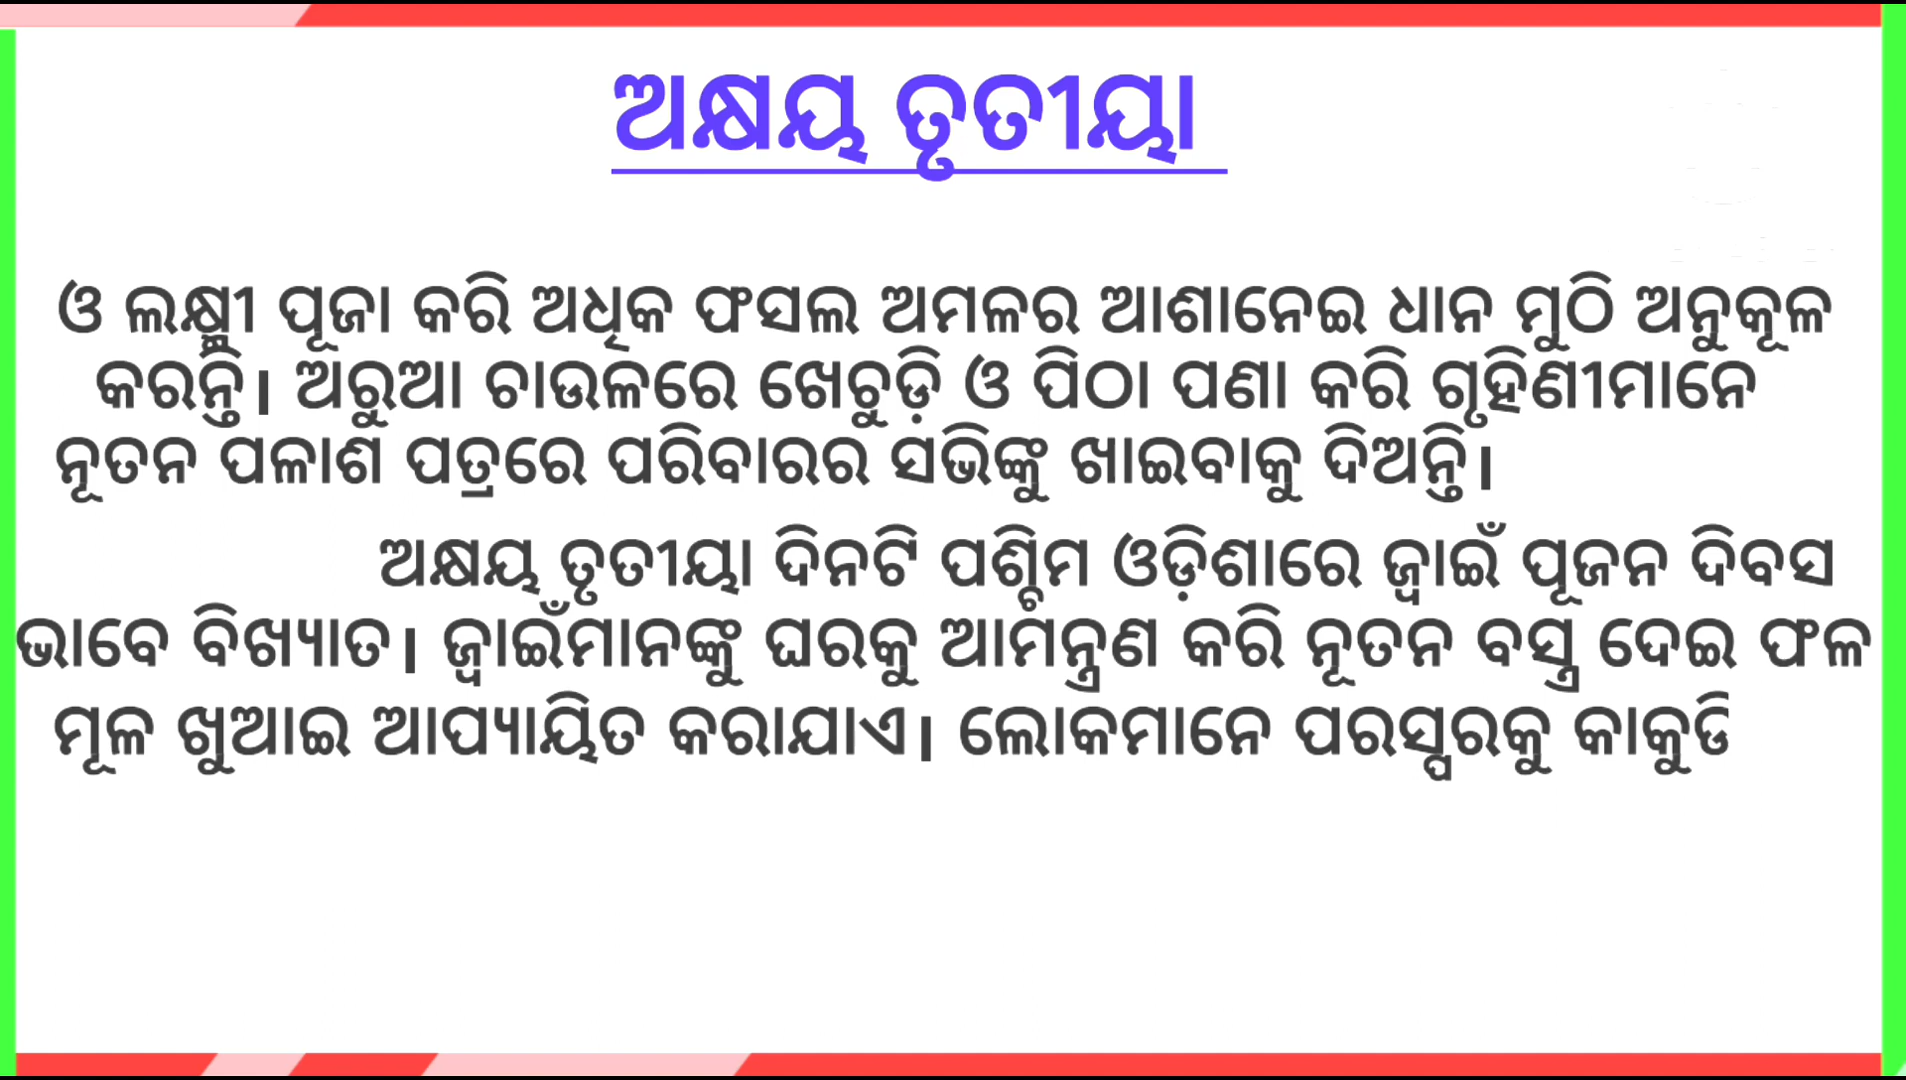 ଅକ୍ଷୟ ତୃତୀୟା
ଓ ଲକ୍ଷ୍ମୀ ପୂଜା କରି ଅଧିକ ଫସଲ ଅମଳର ଆଶାନେଇ ଧାନ ମୁଠି ଅନୁକୂଳ
କରନ୍ତି। ଅରୁଆ ଚାଉଳରେ ଖେଚୁଡ଼ି ଓ ପିଠା ପଣା କରି ଗୃହିଣୀମାନେ
ନୂତନ ପଳାଶ ପତ୍ରରେ ପରିବାରର ସଭିଙ୍କୁ ଖାଇବାକୁ ଦିଅନ୍ତି।
ଅକ୍ଷୟ ତୃତୀୟା ଦିନଟି ପଶ୍ଚିମ ଓଡ଼ିଶାରେ ଜ୍ବାଇଁ ପୂଜନ ଦିବସ
ଭାବେ ବିଖ୍ୟାତ। ଜ୍ବାଇଁମାନଙ୍କୁ ଘରକୁ ଆମନ୍ତ୍ରଣ କରି ନୂତନ ବସ୍ତ୍ର ଦେଇ ଫଳ
ମୂଳ ଖୁଆଇ ଆପ୍ୟାୟିତ କରାଯାଏ। ଲୋକମାନେ ପରସ୍ପରକୁ